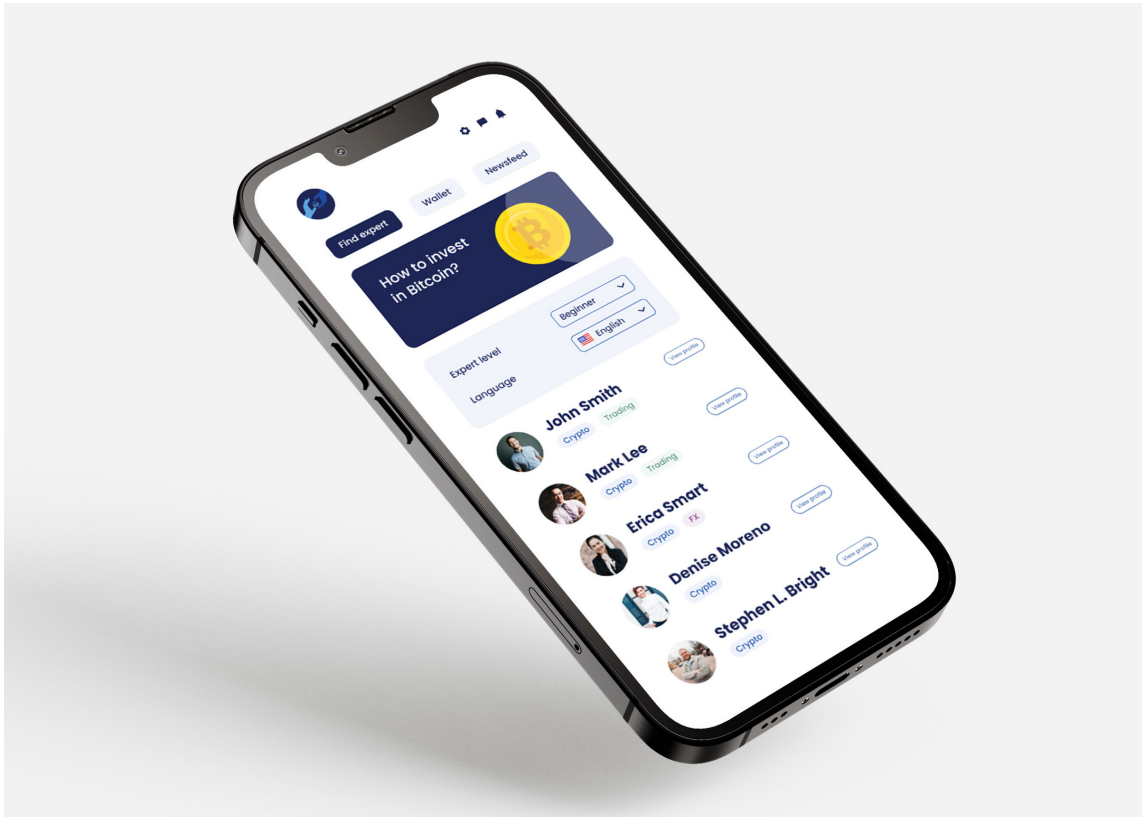 Find expert
Wallet
Newsfeed
How to invest
in Bitcoin?
Expert level
Beginner
Language
English
John Smith
Crypto
Trading
View profile
Mark Lee
Crypto
Trading
View profile
Erica Smart
Crypto
FX
View profile
Denise Moreno
Crypto
View profile
Stephen L. Bright
Crypto
View profile